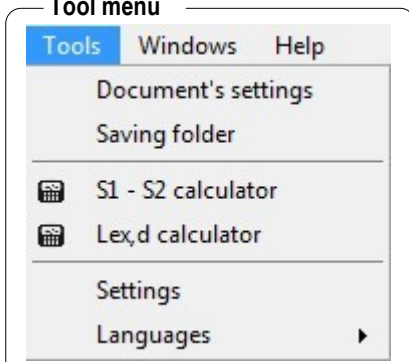 Tool menu
Tools Windows Help
Document's settings
Saving folder
S1 - S2 calculator
Lex,d calculator
Settings
Languages